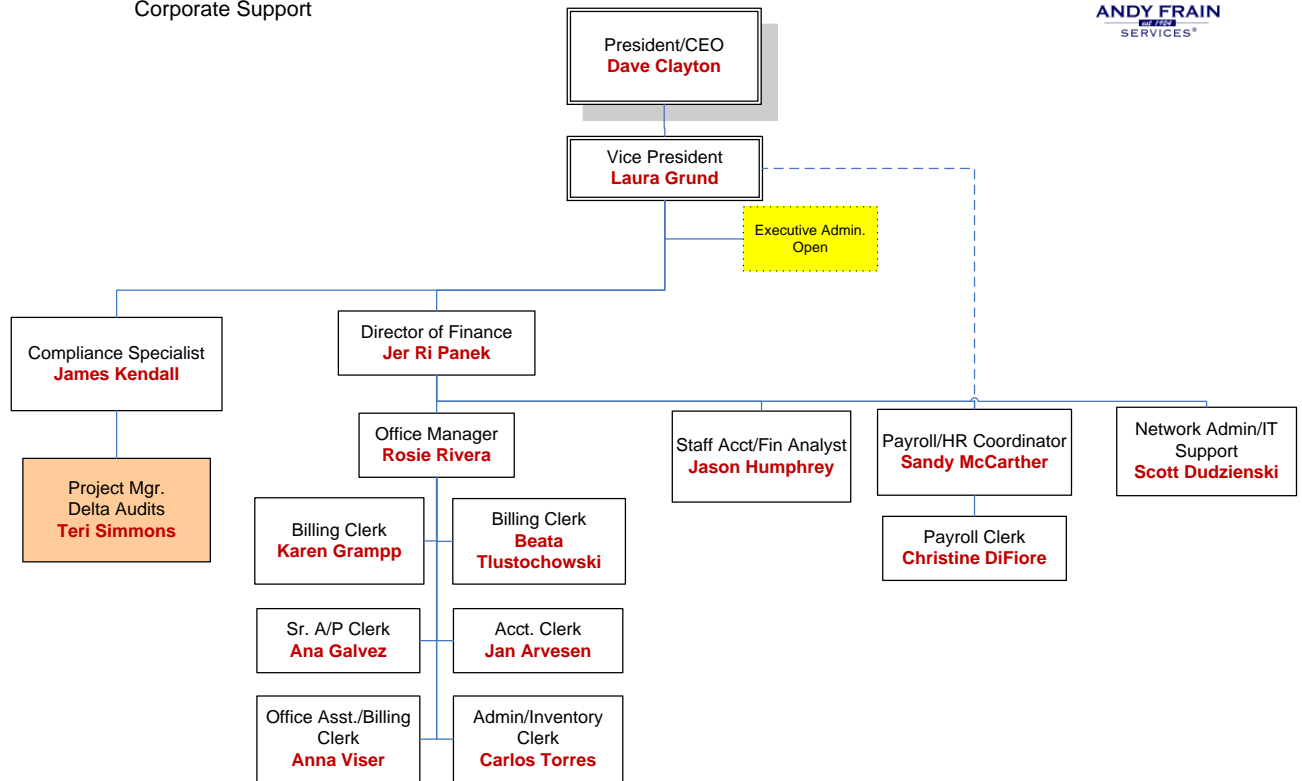 Corporate Support
ANDY FRAIN
est 1924
SERVICES®
President/CEO
Dave Clayton
Vice President
Laura Grund
Executive Admin.
Open
Compliance Specialist
James Kendall
Director of Finance
Jer Ri Panek
Project Mgr.
Delta Audits
Teri Simmons
Office Manager
Rosie Rivera
Staff Acct/Fin Analyst
Jason Humphrey
Payroll/HR Coordinator
Sandy McCarther
Network Admin/IT
Support
Scott Dudzienski
Billing Clerk
Karen Grampp
Billing Clerk
Beata
Tlustochowski
Payroll Clerk
Christine DiFiore
Sr. A/P Clerk
Ana Galvez
Acct. Clerk
Jan Arvesen
Office Asst./Billing
Clerk
Anna Viser
Admin/Inventory
Clerk
Carlos Torres